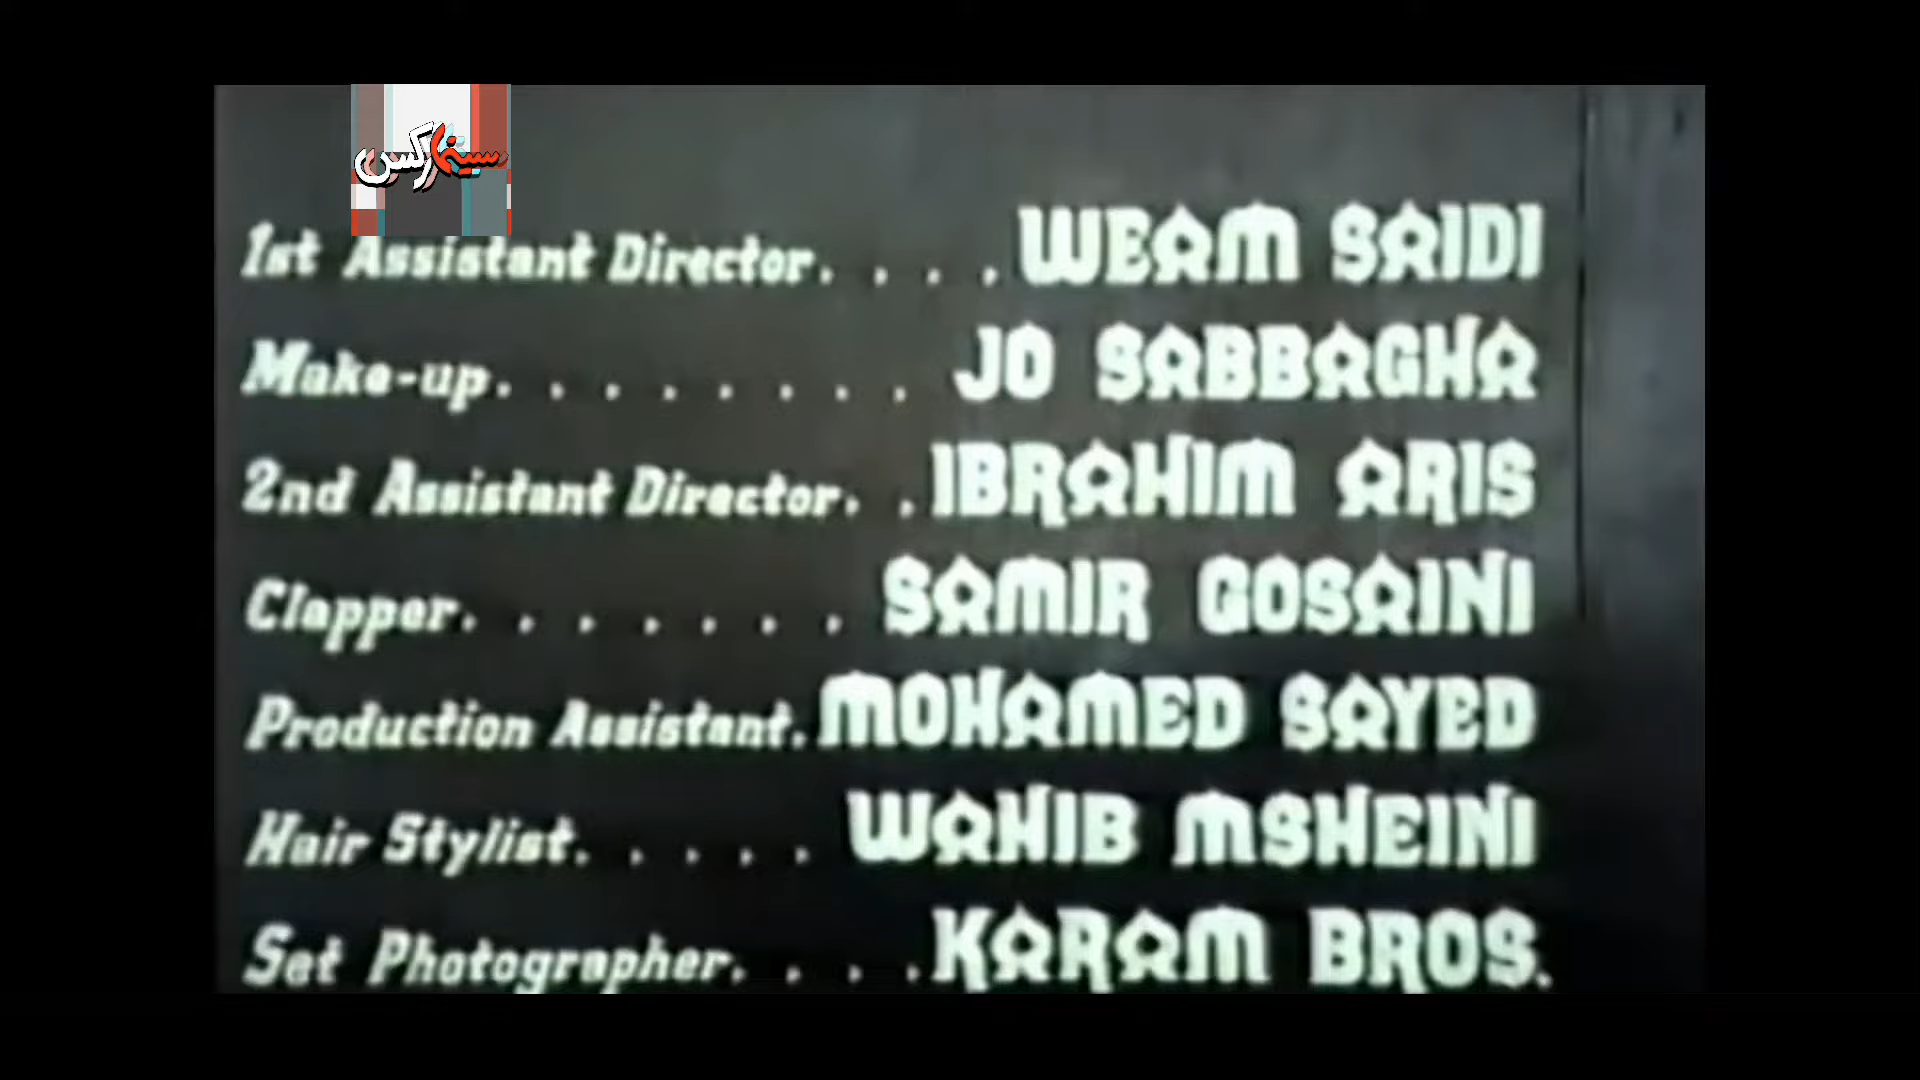 سینمارکس
1st Assistant Director. . . . WEAM SAIDI
Make-up. . . . . . . . JO SABBAGHA
2nd Assistant Director. . IBRAHIM ARIS
Clapper. . . . . . . SAMIR GOSAINI
Production Assistant. MOHAMED SAYED
Hair Stylist. . . . . WAHIB MSHEINI
Set Photographer. . . . KARAM BROS.